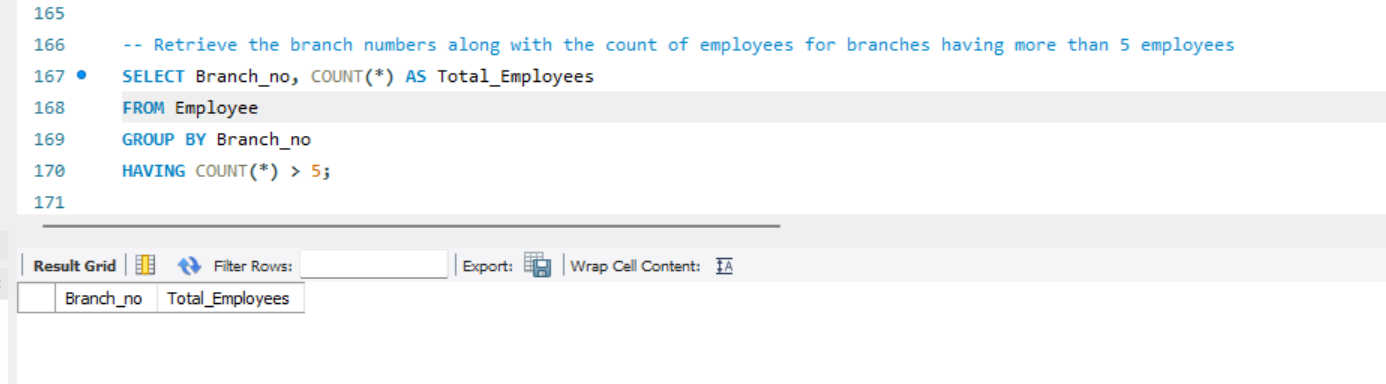 165
166 -- Retrieve the branch numbers along with the count of employees for branches having more than 5 employees
167 SELECT Branch_no, COUNT(*) AS Total_Employees
168 FROM Employee
169 GROUP BY Branch_no
170 HAVING COUNT(*) > 5;
171
Result Grid Filter Rows: Export: Wrap Cell Content: IA
Branch_no Total_Employees